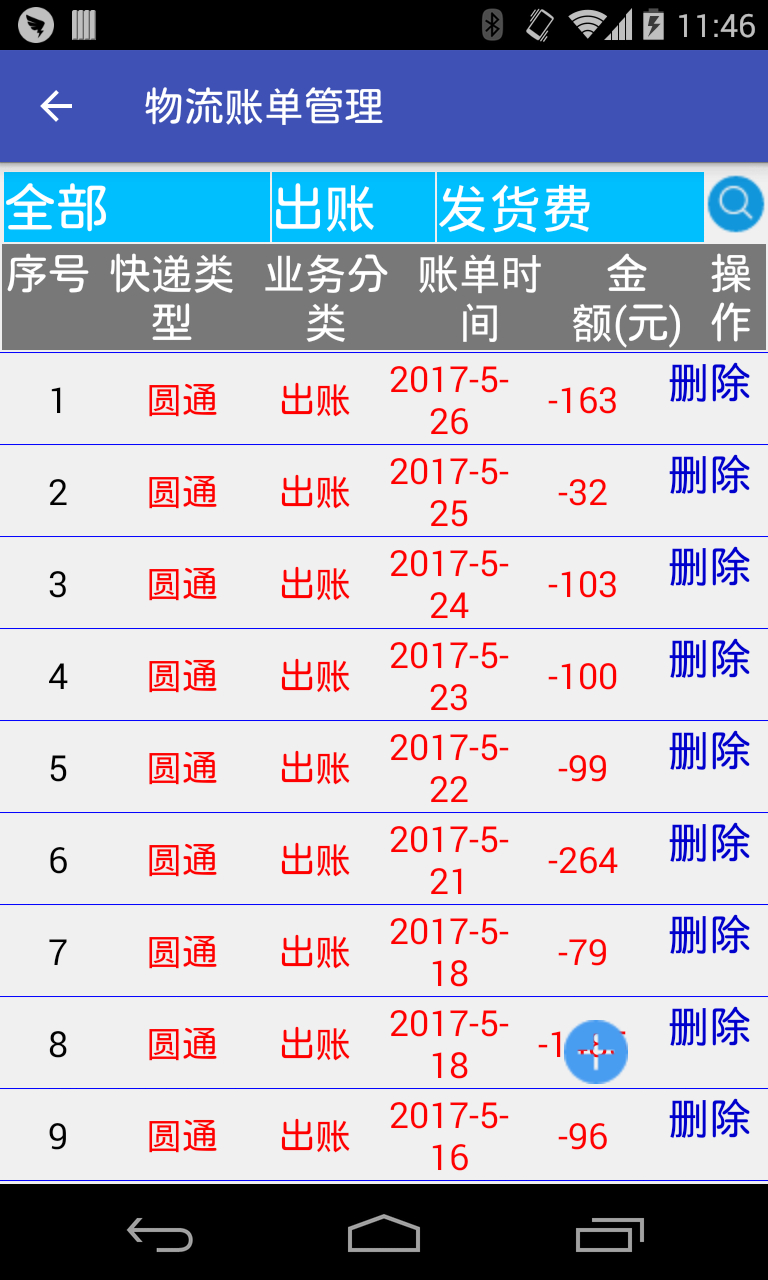 11:46
物流账单管理
全部 出账 发货费
序号 快递类型 业务分类 账单时间 金额(元) 操作
1 圆通 出账 2017-5-26 -163 删除
2 圆通 出账 2017-5-25 -32 删除
3 圆通 出账 2017-5-24 -103 删除
4 圆通 出账 2017-5-23 -100 删除
5 圆通 出账 2017-5-22 -99 删除
6 圆通 出账 2017-5-21 -264 删除
7 圆通 出账 2017-5-18 -79 删除
8 圆通 出账 2017-5-18 删除
9 圆通 出账 2017-5-16 -96 删除